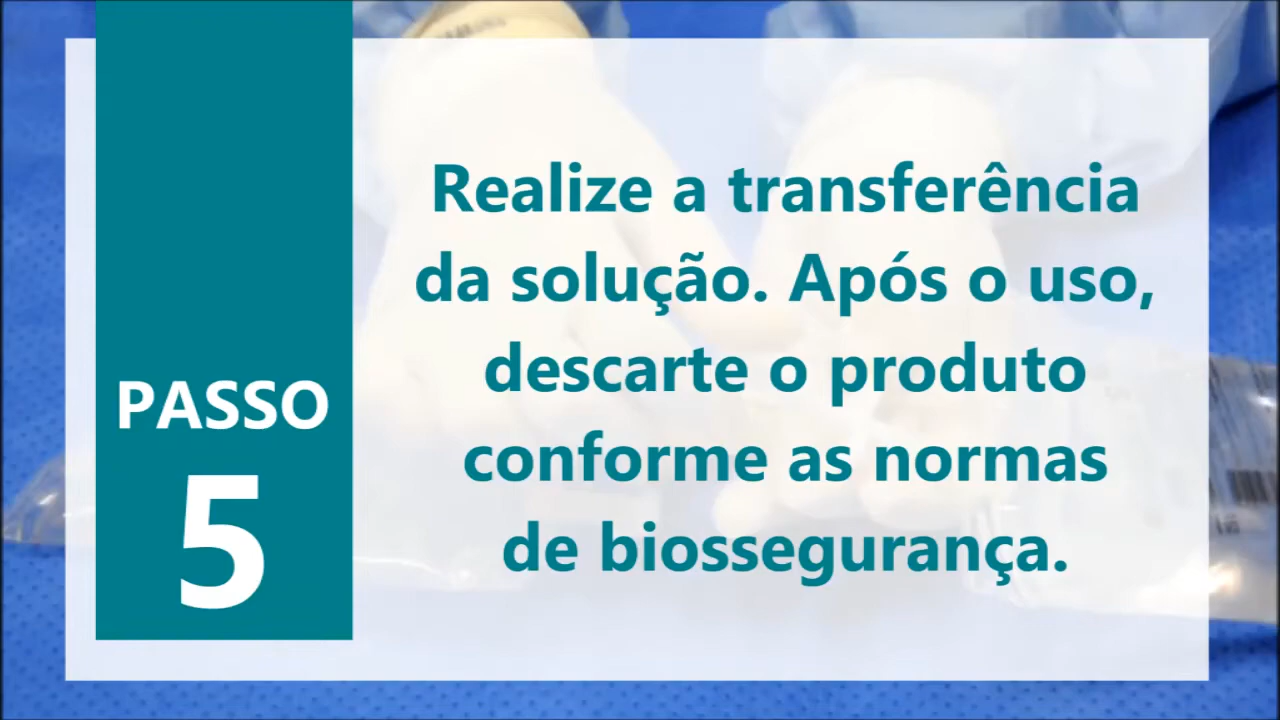 PASSO
5
Realize a transferência
da solução. Após o uso,
descarte o produto
conforme as normas
de biossegurança.